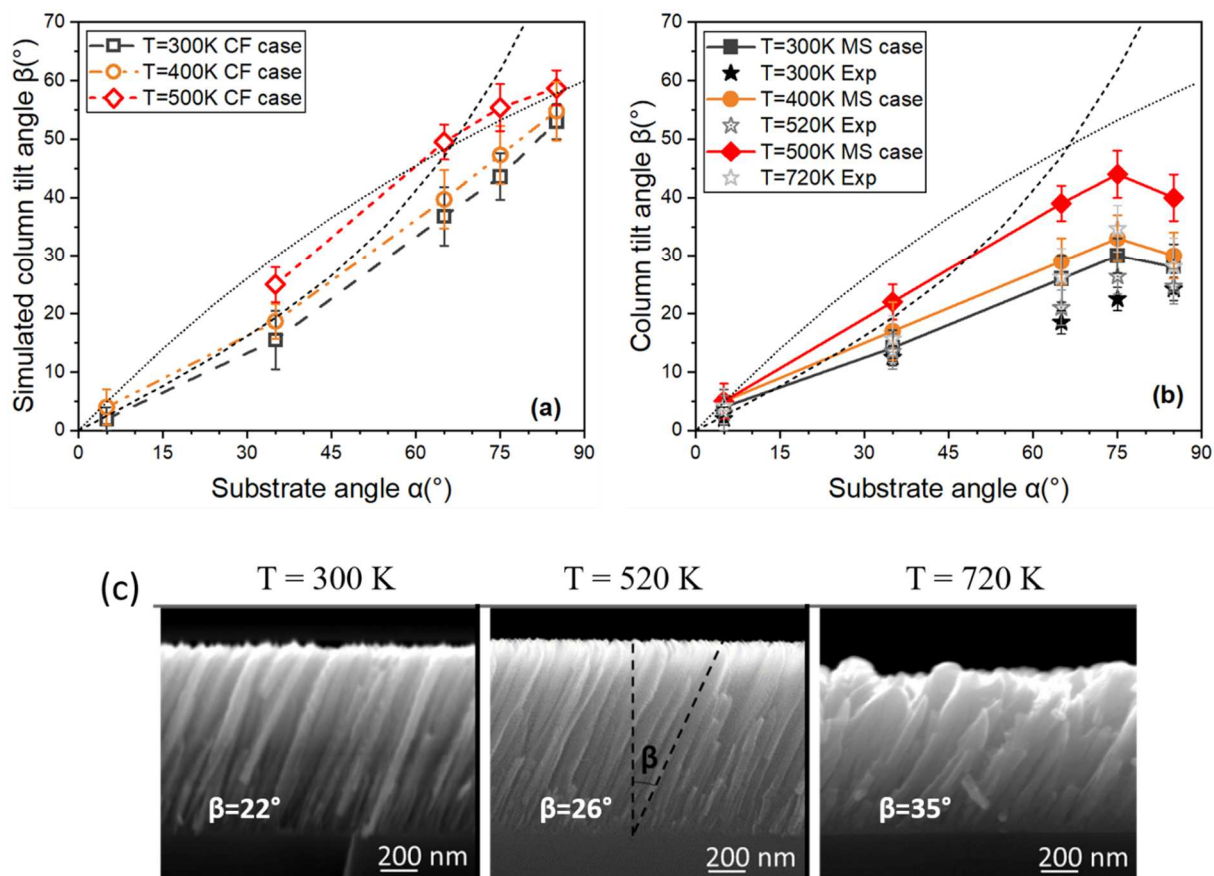 70
60
50
40
30
20
10
0
Simulated column tilt angle β(°)
T=300K CF case
T=400K CF case
T=500K CF case
(a)
0 15 30 45 60 75 90
Substrate angle α(°)
70
60
50
40
30
20
10
0
Column tilt angle β(°)
T=300K MS case
T=300K Exp
T=400K MS case
T=520K Exp
T=500K MS case
T=720K Exp
(b)
0 15 30 45 60 75 90
Substrate angle α(°)
(c)
T = 300 K T = 520 K T = 720 K
β
β=22° β=26° β=35°
200 nm 200 nm 200 nm